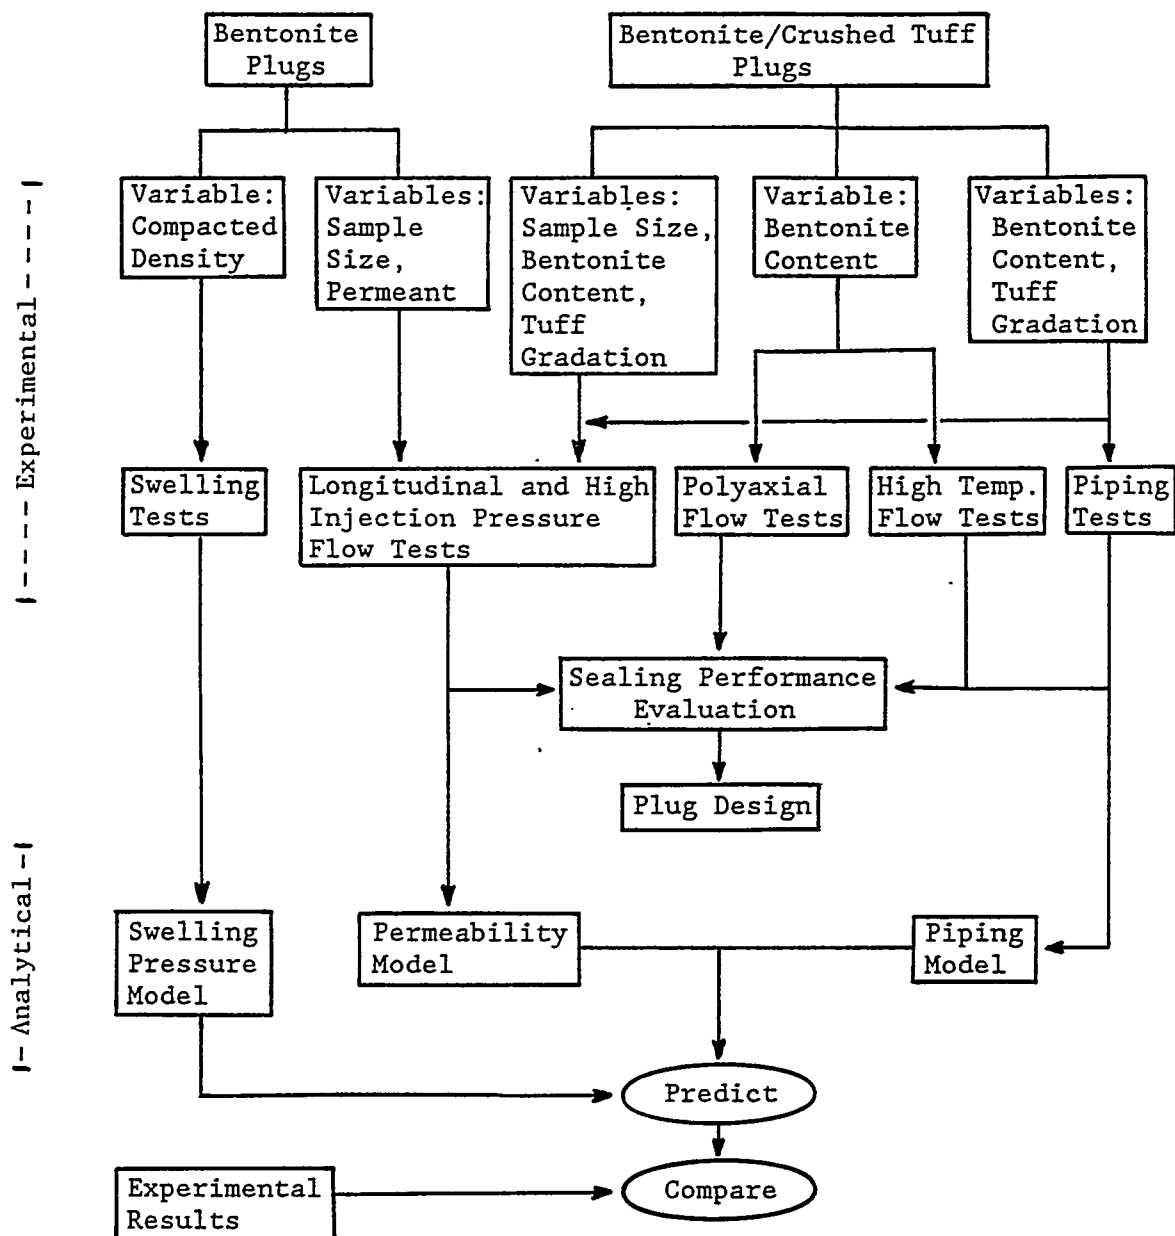 Bentonite
Plugs
Bentonite/Crushed Tuff
Plugs
Variable:
Compacted
Density
Variables:
Sample
Size,
Permeant
Variables:
Sample Size,
Bentonite
Content,
Tuff
Gradation
Variable:
Bentonite
Content
Variables:
Bentonite
Content,
Tuff
Gradation
Experimental
Swelling
Tests
Longitudinal and High
Injection Pressure
Flow Tests
Polyaxial
Flow Tests
High Temp.
Flow Tests
Piping
Tests
Sealing Performance
Evaluation
Plug Design
Analytical
Swelling
Pressure
Model
Permeability
Model
Piping
Model
Predict
Experimental
Results
Compare